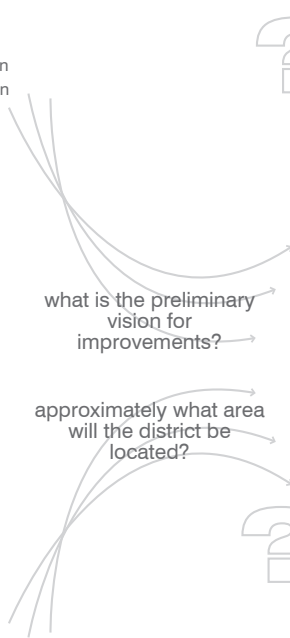 n
n
?
what is the preliminary
vision for
improvements?
approximately what area
will the district be
located?
?